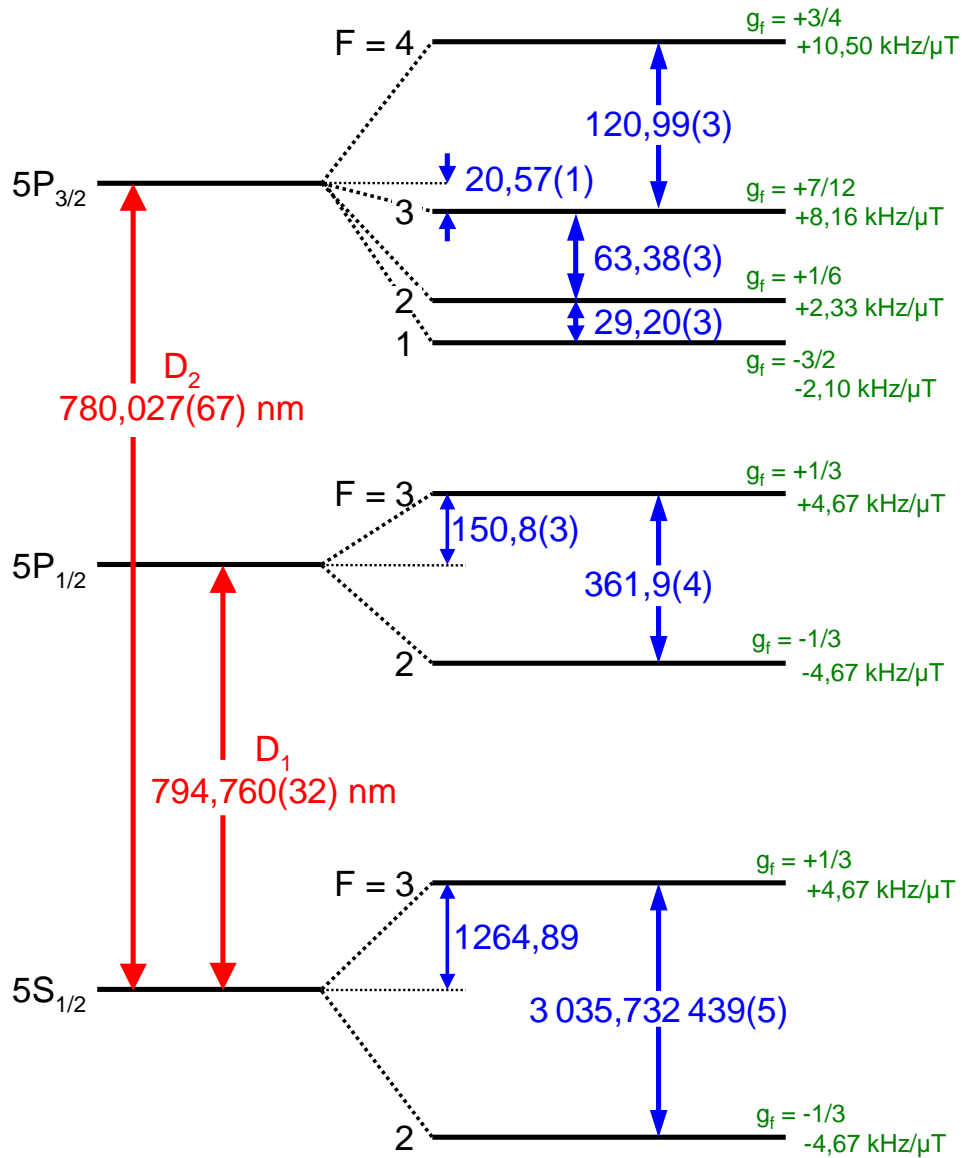 g_f = +3/4
F = 4
+10,50 kHz/µT
120,99(3)
5P_3/2
20,57(1)
g_f = +7/12
3
+8,16 kHz/µT
63,38(3)
g_f = +1/6
2
+2,33 kHz/µT
29,20(3)
1
g_f = -3/2
-2,10 kHz/µT
D_2
780,027(67) nm
g_f = +1/3
F = 3
+4,67 kHz/µT
150,8(3)
5P_1/2
361,9(4)
g_f = -1/3
2
-4,67 kHz/µT
D_1
794,760(32) nm
g_f = +1/3
F = 3
+4,67 kHz/µT
1264,89
5S_1/2
3 035,732 439(5)
g_f = -1/3
2
-4,67 kHz/µT